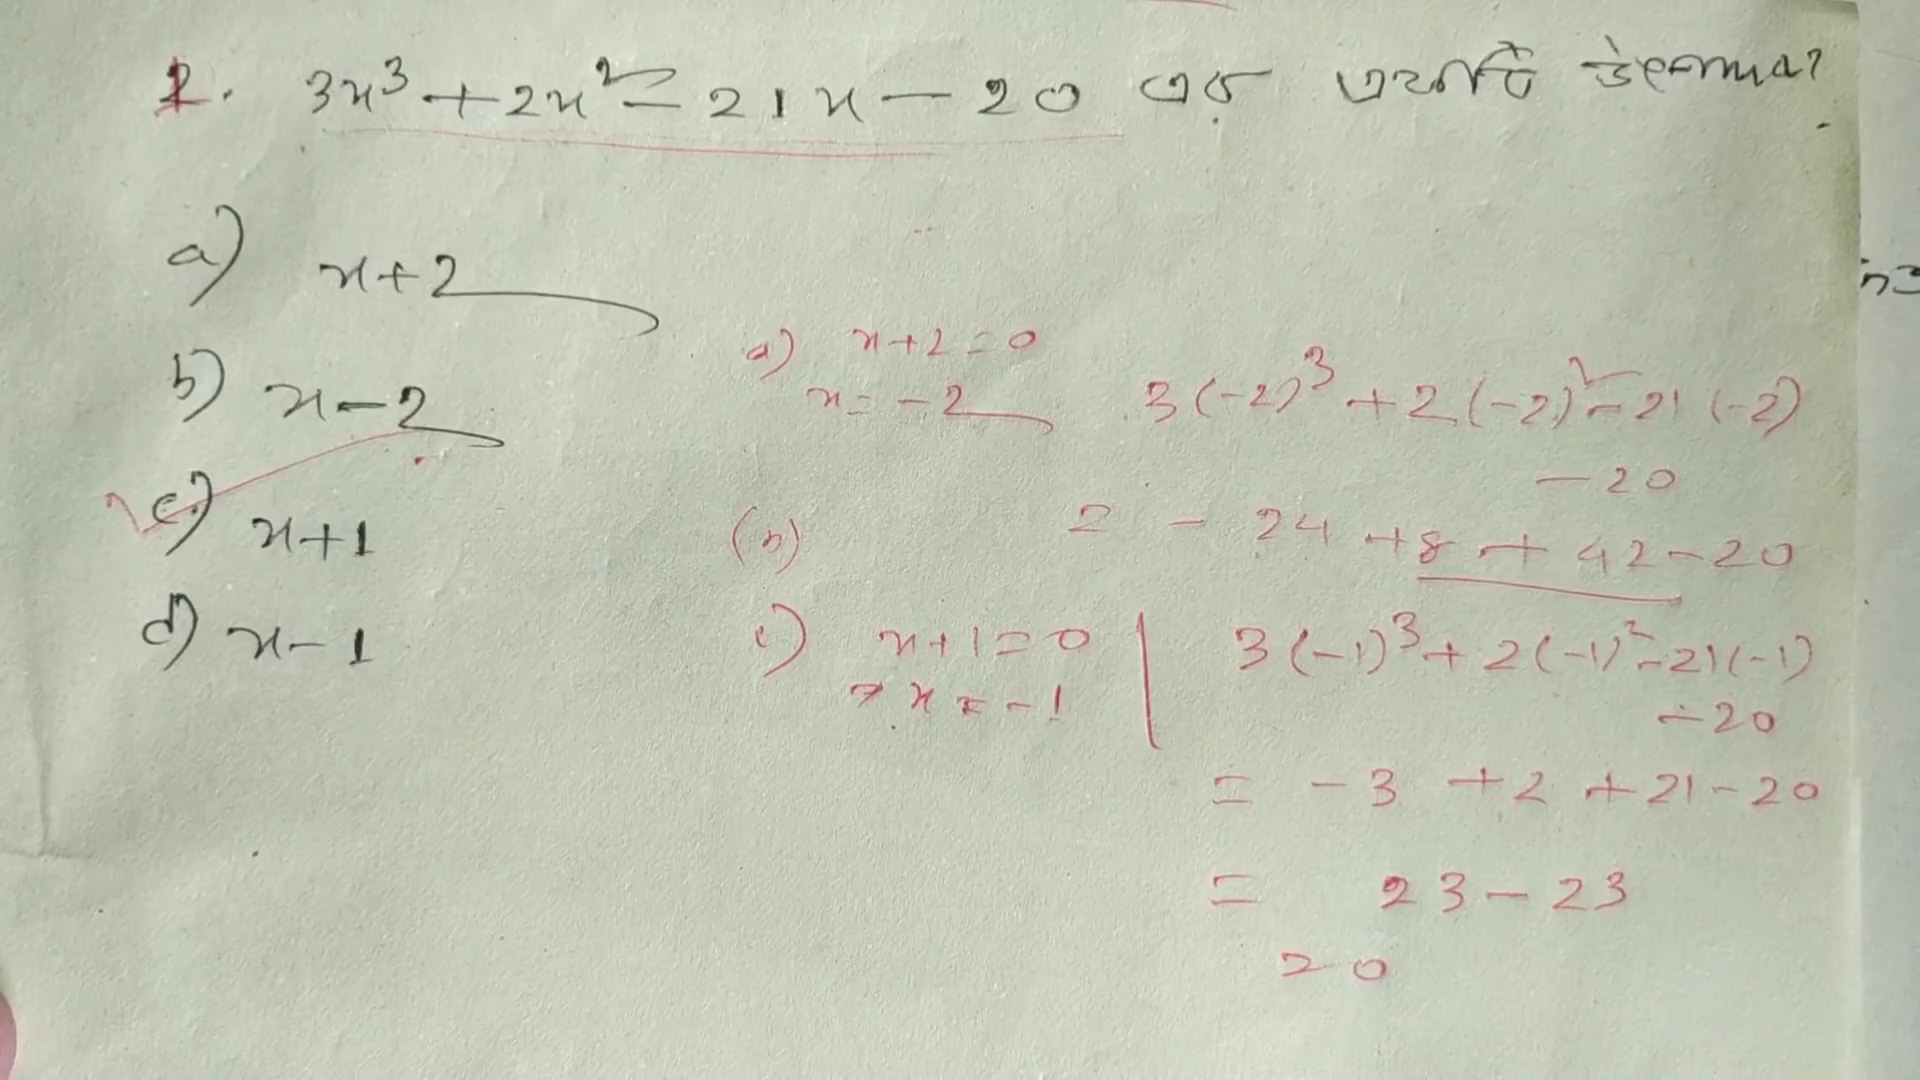 1. 3x³ + 2x² - 21x - 20 এর একটি উৎপাদক?
a) x+2
b) x-2
c) x+1
d) x-1
a) x+2=0
x=-2
3(-2)³ + 2(-2)² - 21(-2)
-20
= - 24 + 8 + 42 - 20
(b)
c) x+1=0
⇒ x = -1
3(-1)³ + 2(-1)² - 21(-1)
-20
= -3 + 2 + 21 - 20
= 23 - 23
= 0